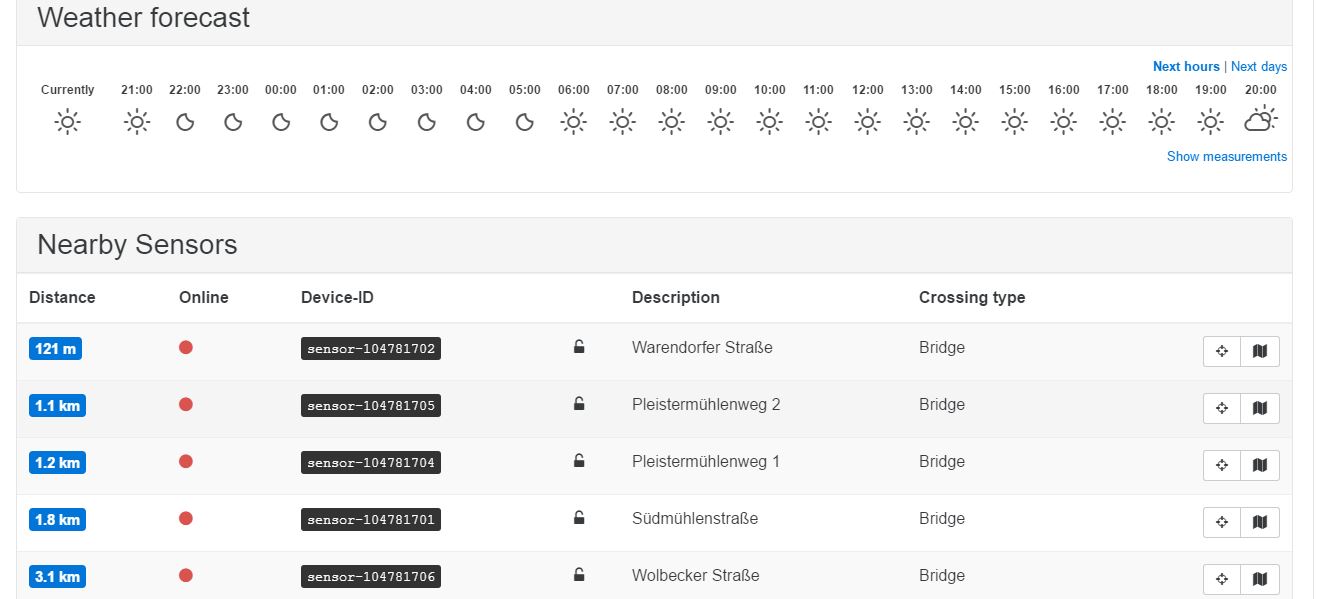 Weather forecast
Next hours | Next days
Currently 21:00 22:00 23:00 00:00 01:00 02:00 03:00 04:00 05:00 06:00 07:00 08:00 09:00 10:00 11:00 12:00 13:00 14:00 15:00 16:00 17:00 18:00 19:00 20:00
Show measurements
Nearby Sensors
Distance Online Device-ID Description Crossing type
121 m sensor-104781702 Warendorfer Straße Bridge
1.1 km sensor-104781705 Pleistermühlenweg 2 Bridge
1.2 km sensor-104781704 Pleistermühlenweg 1 Bridge
1.8 km sensor-104781701 Südmühlenstraße Bridge
3.1 km sensor-104781706 Wolbecker Straße Bridge